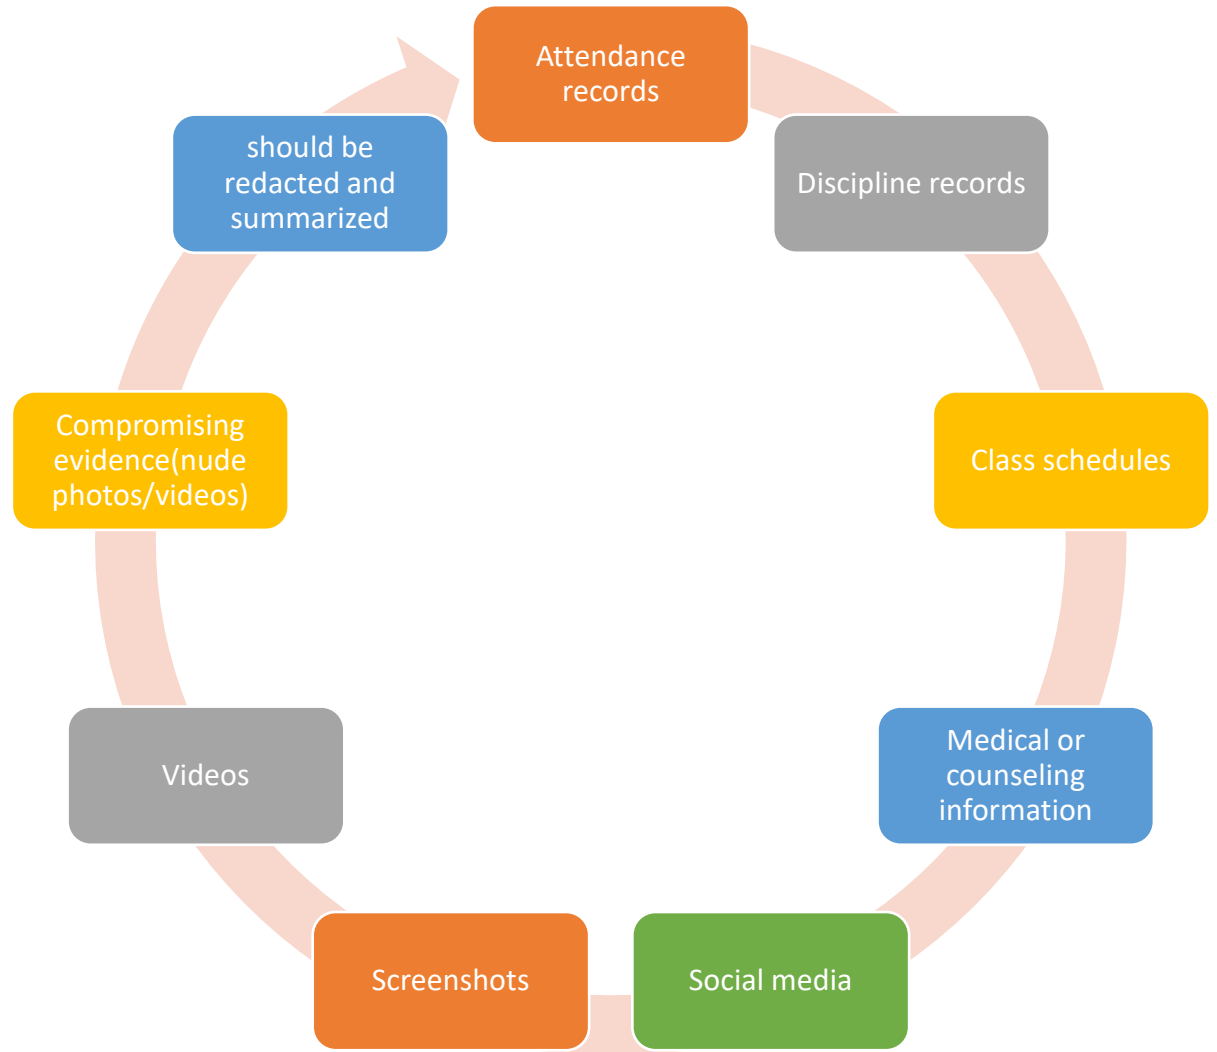 Attendance
records
Discipline records
Class schedules
Medical or
counseling
information
Social media
Screenshots
Videos
Compromising
evidence(nude
photos/videos)
should be
redacted and
summarized